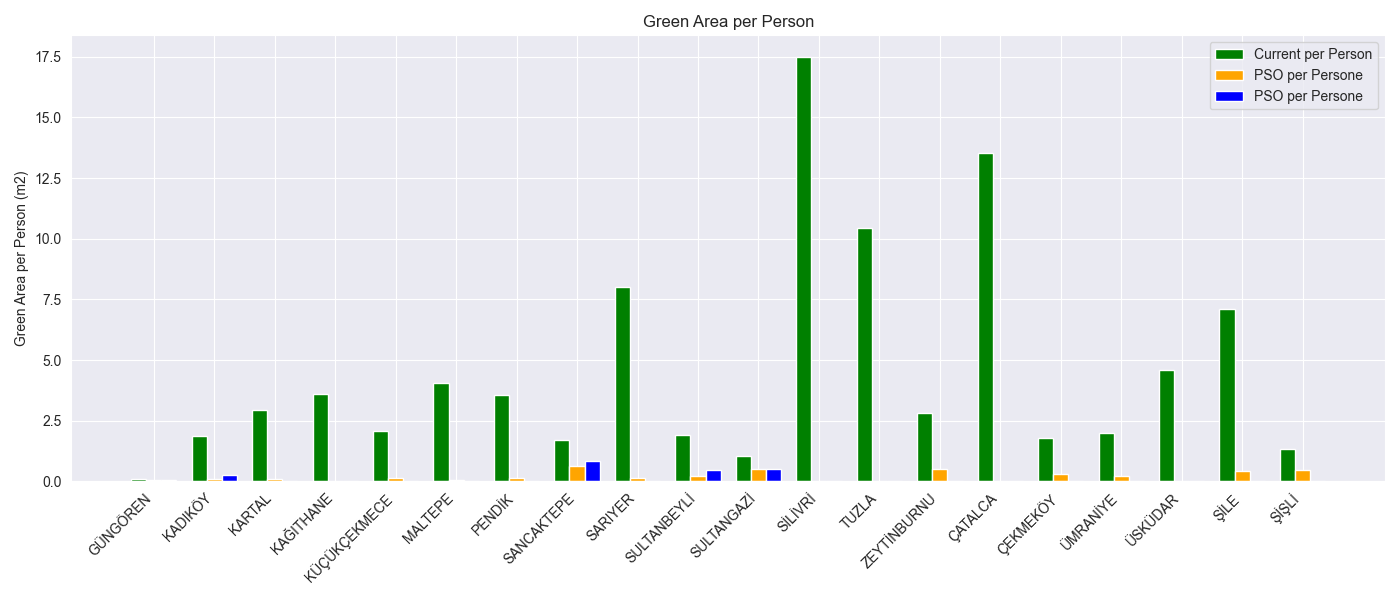 Green Area per Person
Current per Person
PSO per Persone
PSO per Persone
Green Area per Person (m2)
17.5
15.0
12.5
10.0
7.5
5.0
2.5
0.0
GÜNGÖREN
KADIKÖY
KARTAL
KAĞITHANE
KÜÇÜKÇEKMECE
MALTEPE
PENDİK
SANCAKTEPE
SARIYER
SULTANBEYLİ
SULTANGAZİ
SİLİVRİ
TUZLA
ZEYTİNBURNU
ÇATALCA
ÇEKMEKÖY
ÜMRANİYE
ÜSKÜDAR
ŞİLE
ŞİŞLİ